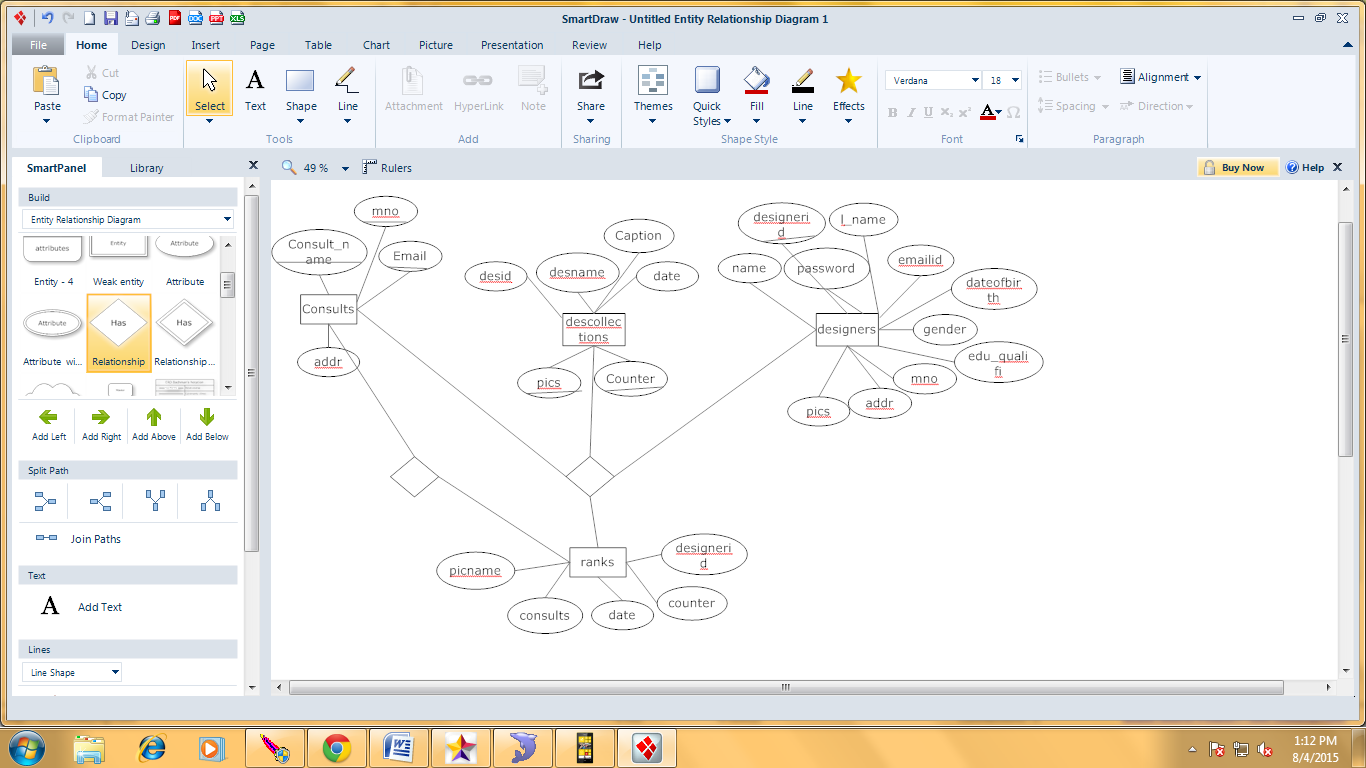 SmartDraw - Untitled Entity Relationship Diagram 1
PDF DOC PPT XLS
File Home Design Insert Page Table Chart Picture Presentation Review Help
Paste
Cut
Copy
Format Painter
Clipboard
Select
Text
Shape
Line
Tools
Attachment
HyperLink
Note
Add
Share
Sharing
Themes
Quick
Styles
Fill
Line
Effects
Shape Style
Verdana
18
B I U
Font
Bullets
Alignment
Spacing
Direction
Paragraph
SmartPanel
Library
49 %
Rulers
Buy Now
Help
Build
Entity Relationship Diagram
attributes
Entity
Attribute
Entity - 4
Weak entity
Attribute
Attribute
Has
Has
Attribute wi...
Relationship
Relationship...
Add Left
Add Right
Add Above
Add Below
Split Path
Join Paths
Text
A
Add Text
Lines
Line Shape
mno
Consult_n
ame
Email
Consults
addr
Caption
desid
desname
date
descollec
tions
pics
Counter
designeri
d
l_name
name
password
emailid
dateofbir
th
designers
gender
edu_quali
fi
mno
addr
pics
ranks
designeri
d
picname
consults
date
counter
1:12 PM
8/4/2015